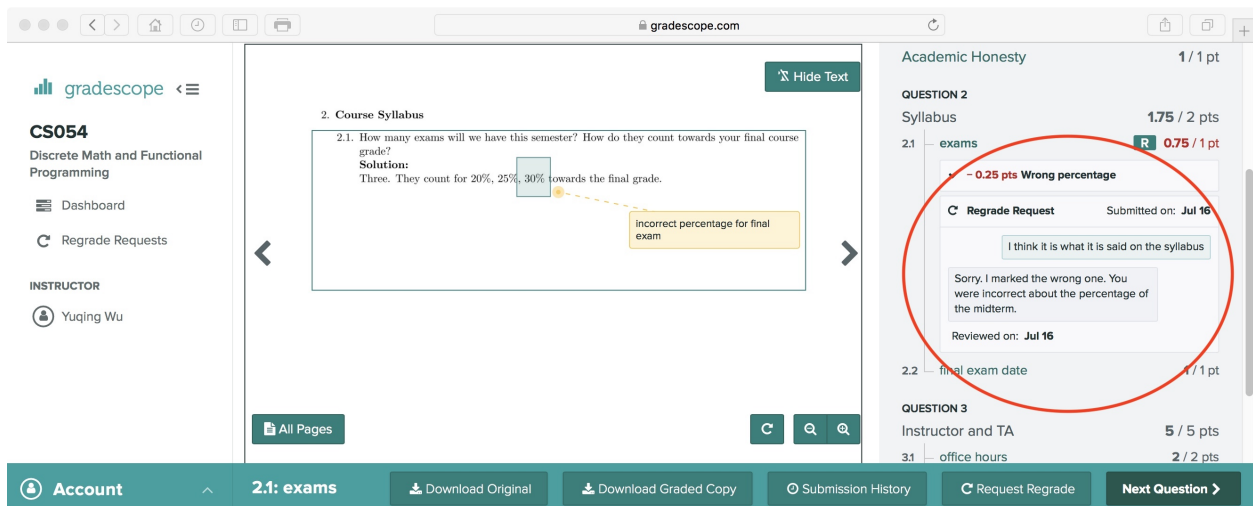 gradescope.com
gradescope
CS054
Discrete Math and Functional
Programming
Dashboard
Regrade Requests
INSTRUCTOR
Yuqing Wu
Hide Text
2. Course Syllabus
2.1. How many exams will we have this semester? How do they count towards your final course
grade?
Solution:
Three. They count for 20%, 25%, 30% towards the final grade.
incorrect percentage for final
exam
All Pages
Academic Honesty 1 / 1 pt
QUESTION 2
Syllabus 1.75 / 2 pts
2.1 exams R 0.75 / 1 pt
- 0.25 pts Wrong percentage
Regrade Request Submitted on: Jul 16
I think it is what it is said on the syllabus
Sorry. I marked the wrong one. You
were incorrect about the percentage of
the midterm.
Reviewed on: Jul 16
2.2 final exam date 1 / 1 pt
QUESTION 3
Instructor and TA 5 / 5 pts
3.1 office hours 2 / 2 pts
Account
2.1: exams
Download Original
Download Graded Copy
Submission History
Request Regrade
Next Question